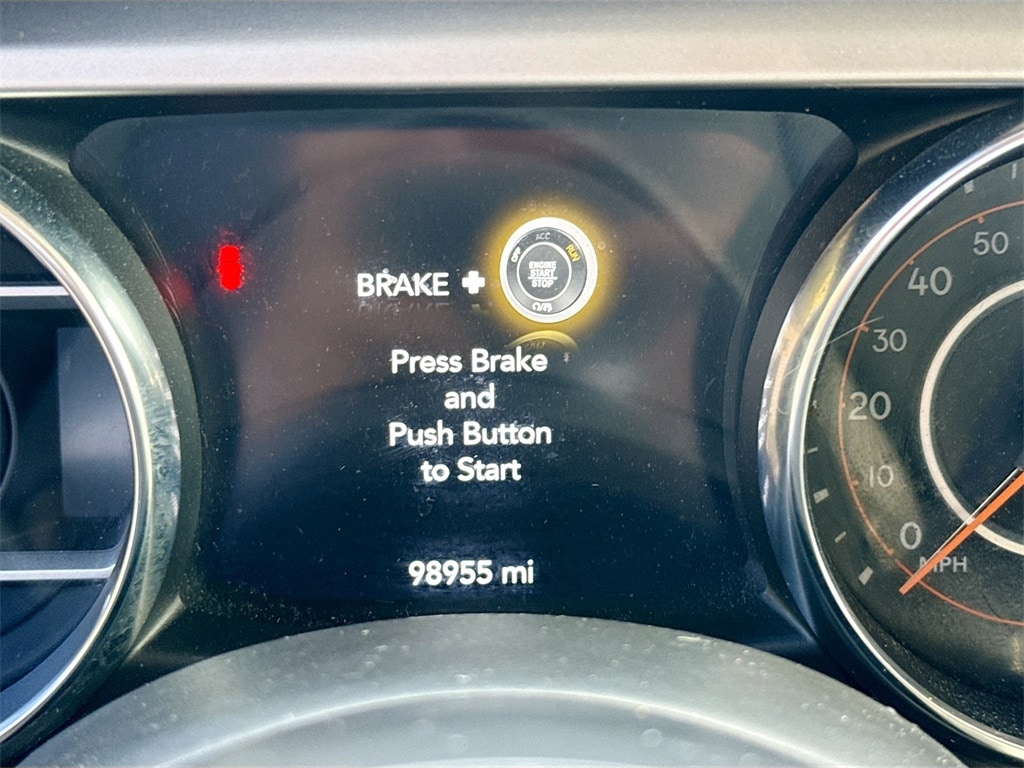 OFF ACC RUN
ENGINE
START
STOP
BRAKE +
Press Brake
and
Push Button
to Start
98955 mi
50
40
30
20
10
0
MPH